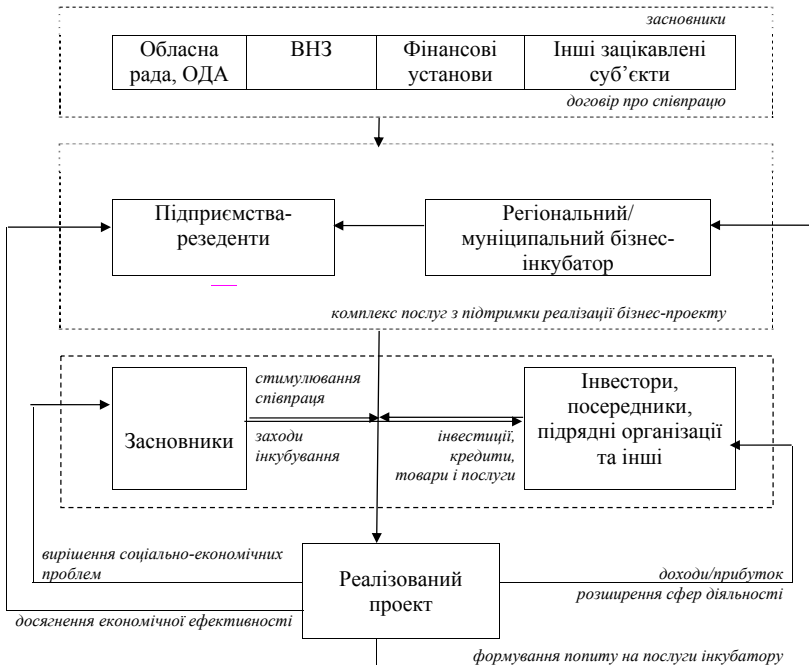 засновники
Обласна
рада, ОДА
ВНЗ
Фінансові
установи
Інші зацікавлені
суб’єкти
договір про співпрацю
Підприємства-
резеденти
Регіональний/
муніципальний бізнес-
інкубатор
комплекс послуг з підтримки реалізації бізнес-проекту
Засновники
стимулювання
співпраця
заходи
інкубування
інвестиції,
кредити,
товари і послуги
Інвестори,
посередники,
підрядні організації
та інші
вирішення соціально-економічних
проблем
досягнення економічної ефективності
Реалізований
проект
доходи/прибуток
розширення сфер діяльності
формування попиту на послуги інкубатору